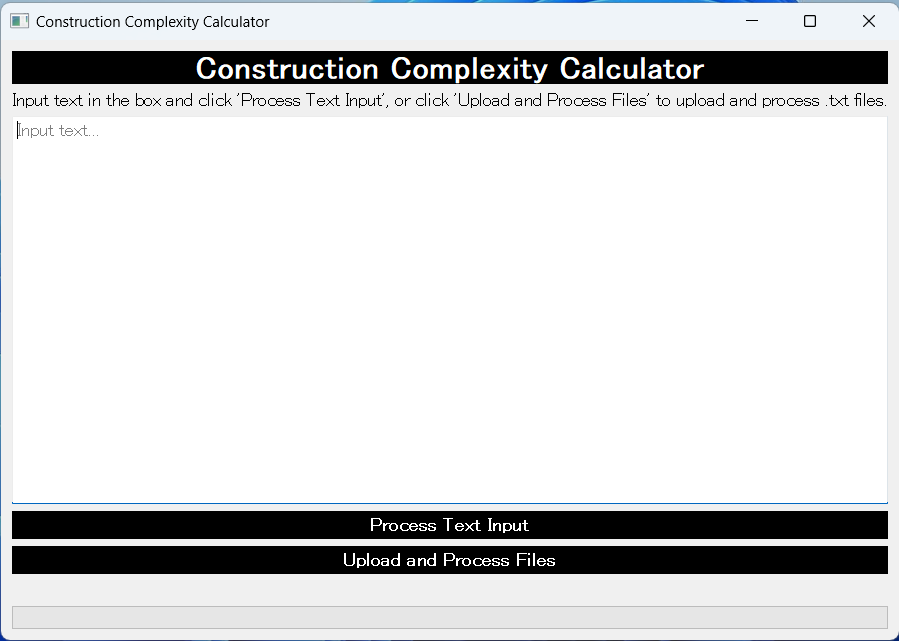 Construction Complexity Calculator
Construction Complexity Calculator
Input text in the box and click 'Process Text Input', or click 'Upload and Process Files' to upload and process .txt files.
Input text...
Process Text Input
Upload and Process Files